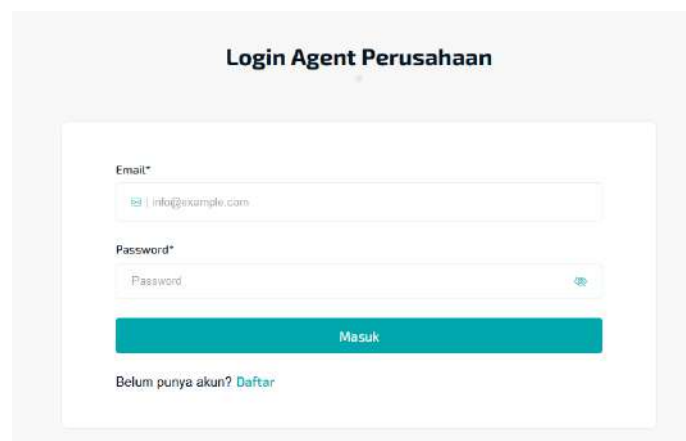 Login Agent Perusahaan
Email*
info@example.com
Password*
Password
Masuk
Belum punya akun? Daftar